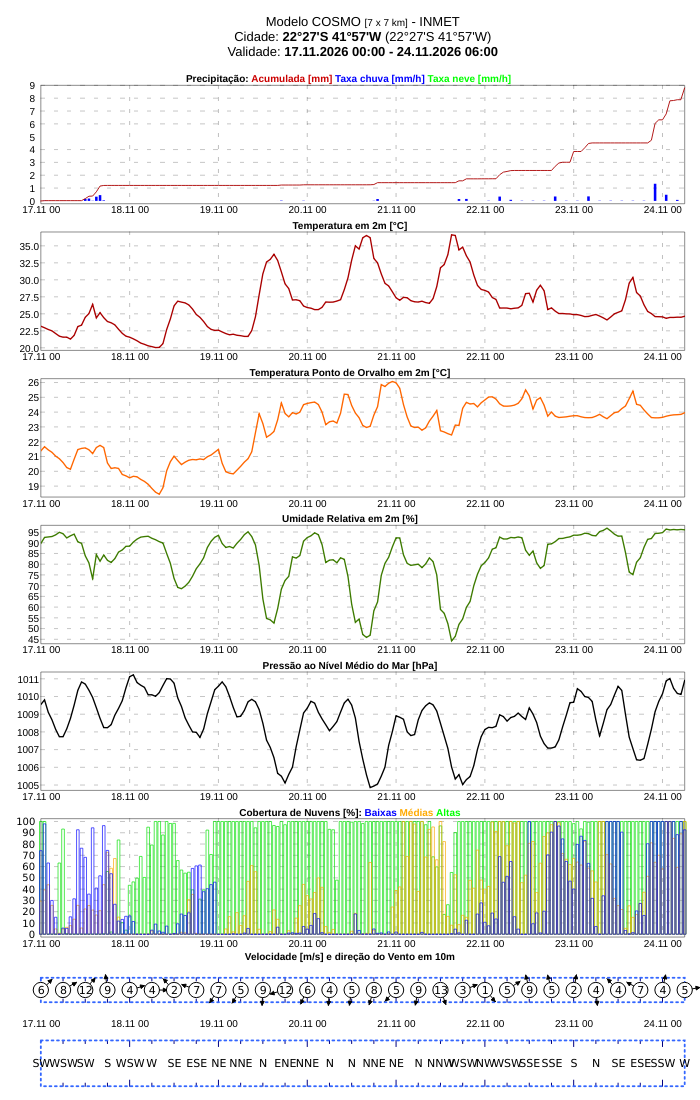 Modelo COSMO [7 x 7 km] - INMET
Cidade: 22°27'S 41°57'W (22°27'S 41°57'W)
Validade: 17.11.2026 00:00 - 24.11.2026 06:00
Precipitação: Acumulada [mm] Taxa chuva [mm/h] Taxa neve [mm/h]
9
8
7
6
5
4
3
2
1
0
17.11 00 18.11 00 19.11 00 20.11 00 21.11 00 22.11 00 23.11 00 24.11 00
Temperatura em 2m [°C]
35.0
32.5
30.0
27.5
25.0
22.5
20.0
17.11 00 18.11 00 19.11 00 20.11 00 21.11 00 22.11 00 23.11 00 24.11 00
Temperatura Ponto de Orvalho em 2m [°C]
26
25
24
23
22
21
20
19
17.11 00 18.11 00 19.11 00 20.11 00 21.11 00 22.11 00 23.11 00 24.11 00
Umidade Relativa em 2m [%]
95
90
85
80
75
70
65
60
55
50
45
17.11 00 18.11 00 19.11 00 20.11 00 21.11 00 22.11 00 23.11 00 24.11 00
Pressão ao Nível Médio do Mar [hPa]
1011
1010
1009
1008
1007
1006
1005
17.11 00 18.11 00 19.11 00 20.11 00 21.11 00 22.11 00 23.11 00 24.11 00
Cobertura de Nuvens [%]: Baixas Médias Altas
100
90
80
70
60
50
40
30
20
10
0
17.11 00 18.11 00 19.11 00 20.11 00 21.11 00 22.11 00 23.11 00 24.11 00
Velocidade [m/s] e direção do Vento em 10m
6 8 12 9 4 4 2 7 7 5 9 12 6 4 5 8 5 9 13 3 1 5 9 5 2 4 4 7 4 5
17.11 00 18.11 00 19.11 00 20.11 00 21.11 00 22.11 00 23.11 00 24.11 00
SW WSW SW S WSW W SE ESE NE NNE N ENE NNE N N NNE NE N NNW WSW NW WSW SSE SSE S N SE ESE SSW W